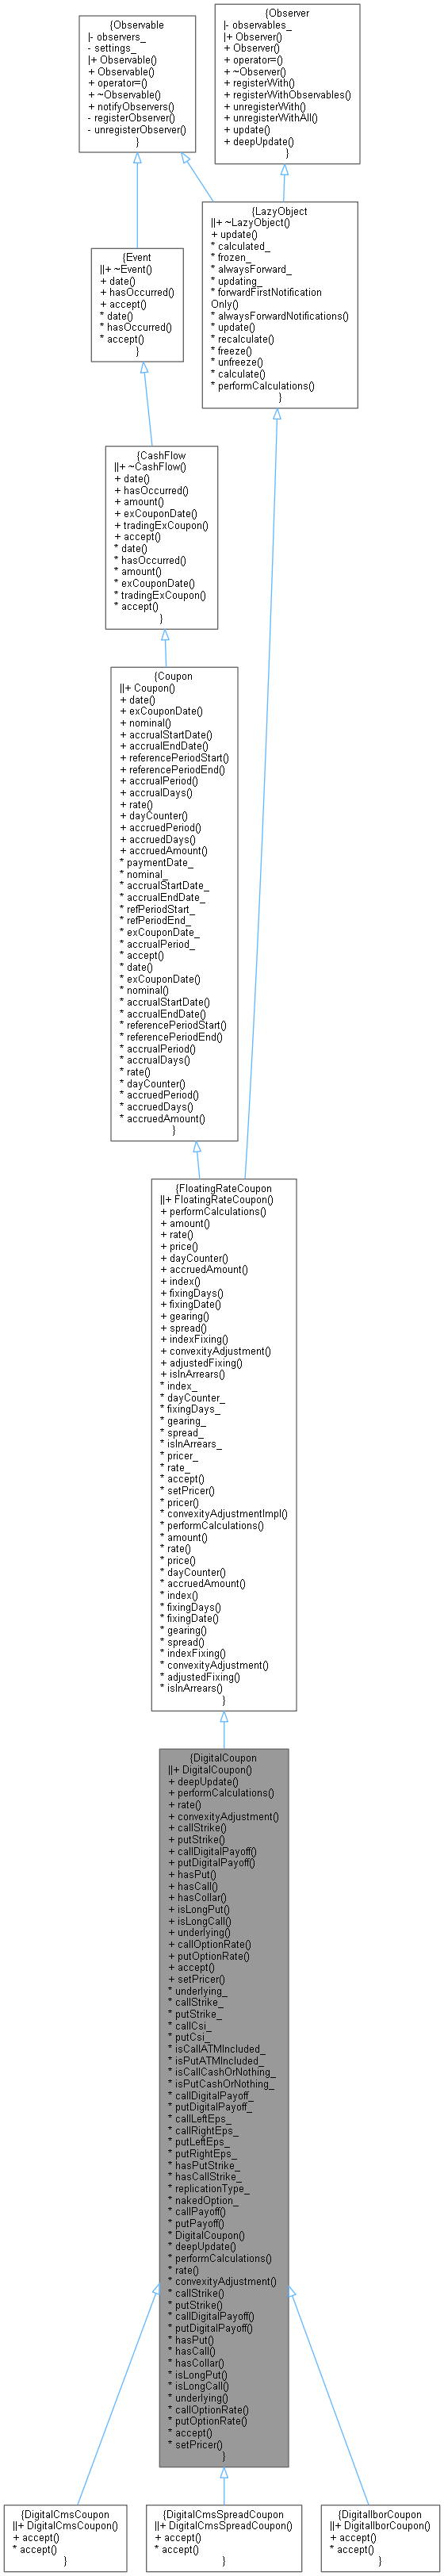 {Observable
|- observers_
- settings_
|+ Observable()
+ Observable()
+ operator=()
+ ~Observable()
+ notifyObservers()
- registerObserver()
- unregisterObserver()
}
{Observer
|- observables_
|+ Observer()
+ Observer()
+ operator=()
+ ~Observer()
+ registerWith()
+ registerWithObservables()
+ unregisterWith()
+ unregisterWithAll()
+ update()
+ deepUpdate()
}
{LazyObject
||+ ~LazyObject()
+ update()
* calculated_
* frozen_
* alwaysForward_
* updating_
* forwardFirstNotification
Only()
* alwaysForwardNotifications()
* update()
* recalculate()
* freeze()
* unfreeze()
* calculate()
* performCalculations()
}
{Event
||+ ~Event()
+ date()
+ hasOccurred()
+ accept()
* date()
* hasOccurred()
* accept()
}
{CashFlow
||+ ~CashFlow()
+ date()
+ hasOccurred()
+ amount()
+ exCouponDate()
+ tradingExCoupon()
+ accept()
* date()
* hasOccurred()
* amount()
* exCouponDate()
* tradingExCoupon()
* accept()
}
{Coupon
||+ Coupon()
+ date()
+ exCouponDate()
+ nominal()
+ accrualStartDate()
+ accrualEndDate()
+ referencePeriodStart()
+ referencePeriodEnd()
+ accrualPeriod()
+ accrualDays()
+ rate()
+ dayCounter()
+ accruedPeriod()
+ accruedDays()
+ accruedAmount()
* paymentDate_
* nominal_
* accrualStartDate_
* accrualEndDate_
* refPeriodStart_
* refPeriodEnd_
* exCouponDate_
* accrualPeriod_
* accept()
* date()
* exCouponDate()
* nominal()
* accrualStartDate()
* accrualEndDate()
* referencePeriodStart()
* referencePeriodEnd()
* accrualPeriod()
* accrualDays()
* rate()
* dayCounter()
* accruedPeriod()
* accruedDays()
* accruedAmount()
}
{FloatingRateCoupon
||+ FloatingRateCoupon()
+ performCalculations()
+ amount()
+ rate()
+ price()
+ dayCounter()
+ accruedAmount()
+ index()
+ fixingDays()
+ fixingDate()
+ gearing()
+ spread()
+ indexFixing()
+ convexityAdjustment()
+ adjustedFixing()
+ isInArrears()
* index_
* dayCounter_
* fixingDays_
* gearing_
* spread_
* isInArrears_
* pricer_
* rate_
* accept()
* setPricer()
* pricer()
* convexityAdjustmentImpl()
* performCalculations()
* amount()
* rate()
* price()
* dayCounter()
* accruedAmount()
* index()
* fixingDays()
* fixingDate()
* gearing()
* spread()
* indexFixing()
* convexityAdjustment()
* adjustedFixing()
* isInArrears()
}
{DigitalCoupon
||+ DigitalCoupon()
+ deepUpdate()
+ performCalculations()
+ rate()
+ convexityAdjustment()
+ callStrike()
+ putStrike()
+ callDigitalPayoff()
+ putDigitalPayoff()
+ hasPut()
+ hasCall()
+ hasCollar()
+ isLongPut()
+ isLongCall()
+ underlying()
+ callOptionRate()
+ putOptionRate()
+ accept()
+ setPricer()
* underlying_
* callStrike_
* putStrike_
* callCsi_
* putCsi_
* isCallATMIncluded_
* isPutATMIncluded_
* isCallCashOrNothing_
* isPutCashOrNothing_
* callDigitalPayoff_
* putDigitalPayoff_
* callLeftEps_
* callRightEps_
* putLeftEps_
* putRightEps_
* hasPutStrike_
* hasCallStrike_
* replicationType_
* nakedOption_
* callPayoff()
* putPayoff()
* DigitalCoupon()
* deepUpdate()
* performCalculations()
* rate()
* convexityAdjustment()
* callStrike()
* putStrike()
* callDigitalPayoff()
* putDigitalPayoff()
* hasPut()
* hasCall()
* hasCollar()
* isLongPut()
* isLongCall()
* underlying()
* callOptionRate()
* putOptionRate()
* accept()
* setPricer()
}
{DigitalCmsCoupon
||+ DigitalCmsCoupon()
+ accept()
* accept()
}
{DigitalCmsSpreadCoupon
||+ DigitalCmsSpreadCoupon()
+ accept()
* accept()
}
{DigitalIborCoupon
||+ DigitalIborCoupon()
+ accept()
* accept()
}